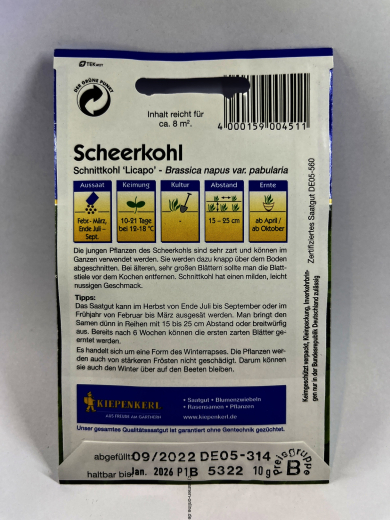 TBK
DER GRÜNE PUNKT
Inhalt reicht für
ca. 8 m².
4 000159 004511
Scheerkohl
Schnittkohl 'Licapo' - Brassica napus var. pabularia
Aussaat Keimung Kultur Abstand Ernte
Febr.- März, Ende Juli – Sept.
10-21 Tage bei 12-18 °C
-
15 – 25 cm
ab April / ab Oktober
Die jungen Pflanzen des Scheerkohls sind sehr zart und können im
Ganzen verwendet werden. Sie werden dazu knapp über dem Boden
abgeschnitten. Bei älteren, sehr großen Blättern sollte man die Blatt-
stiele vor dem Kochen entfernen. Schnittkohl hat einen milden, leicht
nussigen Geschmack.
Tipps:
Das Saatgut kann im Herbst von Ende Juli bis September oder im
Frühjahr von Februar bis März ausgesät werden. Man bringt den
Samen dünn in Reihen mit 15 bis 25 cm Abstand oder breitwürfig
aus. Bereits nach 6 Wochen können die ersten zarten Blätter ge-
erntet werden.
Es handelt sich um eine Form des Winterrapses. Die Pflanzen wer-
den auch von stärkeren Frösten nicht geschädigt. Darum können
sie auch den Winter über auf den Beeten bleiben.
Zertifiziertes Saatgut DE05-560
Keimgeschützt verpackt, Kleinpackung, Inverkehrbrin-
gen nur in der Bundesrepublik Deutschland zulässig
KIEPENKERL
AUS FREUDE AM GÄRTNERN
• Saatgut • Blumenzwiebeln
• Rasensamen • Pflanzen
www.kiepenkerl.de
Unser gesamtes Qualitätssaatgut ist garantiert ohne Gentechnik gezüchtet.
abgefüllt 09/2022 DE05-314
haltbar bis Jan. 2026 P1B 5322 10 g
Preisgruppe
B